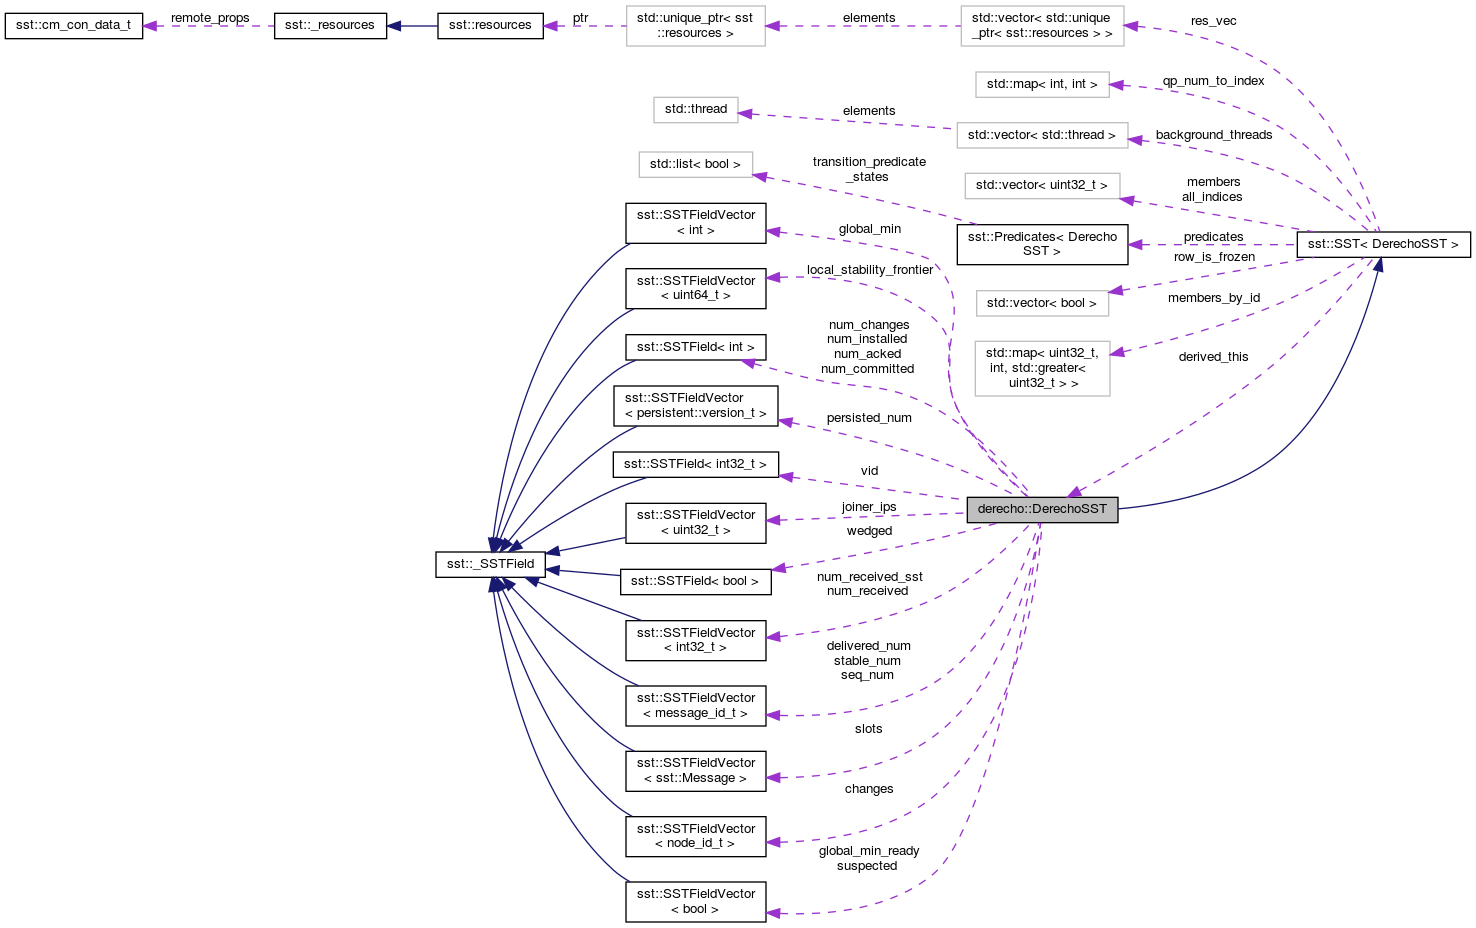 sst::cm_con_data_t
remote_props
sst::_resources
sst::resources
ptr
std::unique_ptr< sst
::resources >
elements
std::vector< std::unique
_ptr< sst::resources > >
res_vec
std::map< int, int >
qp_num_to_index
std::thread
elements
std::vector< std::thread >
background_threads
std::list< bool >
transition_predicate
_states
std::vector< uint32_t >
members
all_indices
sst::SSTFieldVector
< int >
global_min
sst::Predicates< Derecho
SST >
predicates
sst::SST< DerechoSST >
row_is_frozen
sst::SSTFieldVector
< uint64_t >
local_stability_frontier
std::vector< bool >
members_by_id
sst::SSTField< int >
num_changes
num_installed
num_acked
num_committed
std::map< uint32_t,
int, std::greater<
uint32_t > >
derived_this
sst::SSTFieldVector
< persistent::version_t >
persisted_num
sst::SSTField< int32_t >
vid
sst::SSTFieldVector
< uint32_t >
joiner_ips
derecho::DerechoSST
wedged
sst::_SSTField
sst::SSTField< bool >
num_received_sst
num_received
sst::SSTFieldVector
< int32_t >
delivered_num
stable_num
seq_num
sst::SSTFieldVector
< message_id_t >
slots
sst::SSTFieldVector
< sst::Message >
changes
sst::SSTFieldVector
< node_id_t >
global_min_ready
suspected
sst::SSTFieldVector
< bool >